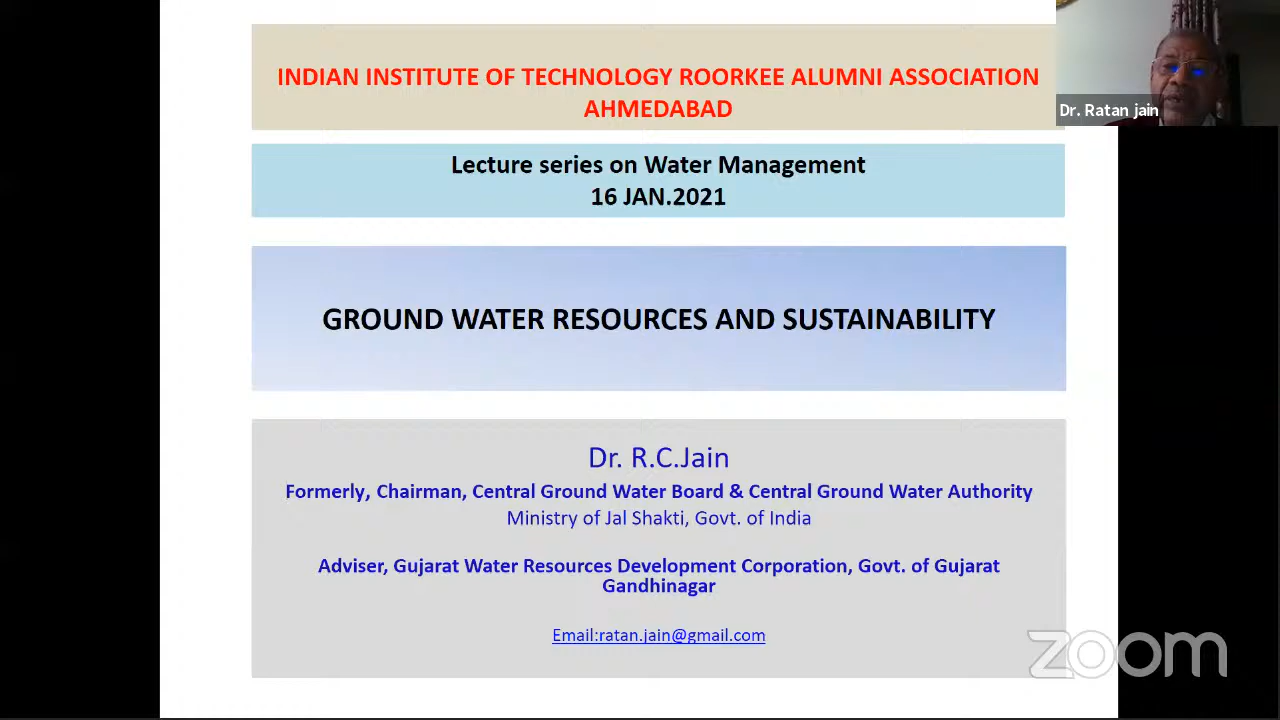 INDIAN INSTITUTE OF TECHNOLOGY ROORKEE ALUMNI ASSOCIATION
AHMEDABAD
Dr. Ratan jain
Lecture series on Water Management
16 JAN.2021
GROUND WATER RESOURCES AND SUSTAINABILITY
Dr. R.C.Jain
Formerly, Chairman, Central Ground Water Board & Central Ground Water Authority
Ministry of Jal Shakti, Govt. of India
Adviser, Gujarat Water Resources Development Corporation, Govt. of Gujarat
Gandhinagar
Email:ratan.jain@gmail.com
zoom